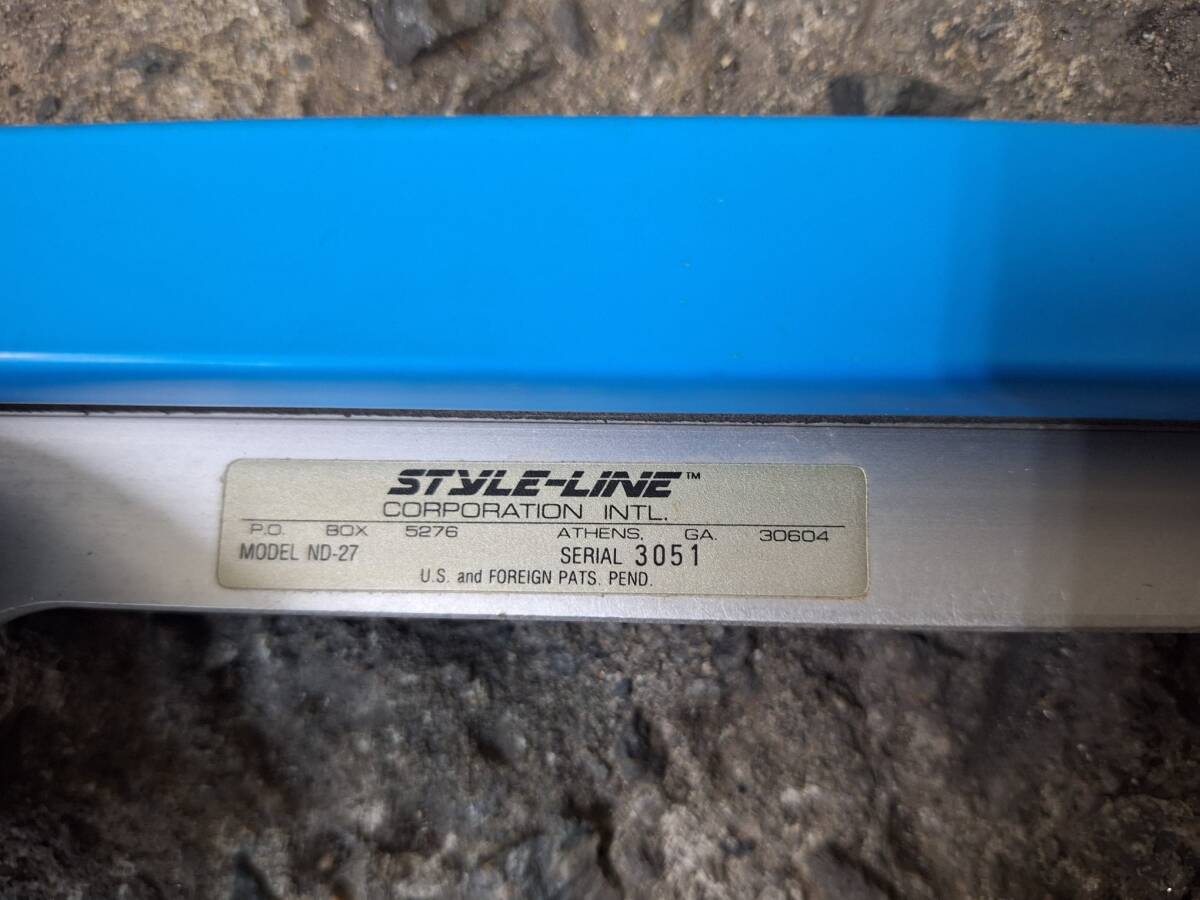 STYLE-LINE™
CORPORATION INTL.
P.O. BOX 5276 ATHENS, GA. 30604
MODEL ND-27 SERIAL 3051
U.S. and FOREIGN PATS. PEND.